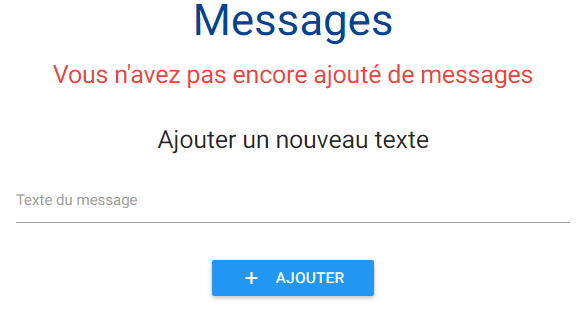 Messages
Vous n'avez pas encore ajouté de messages
Ajouter un nouveau texte
Texte du message
+ AJOUTER